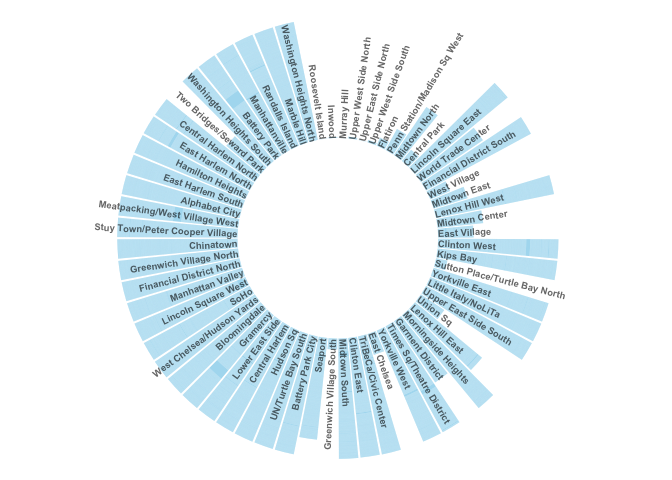 Inwood
Murray Hill
Upper West Side North
Upper East Side North
Upper West Side South
Flatiron
Penn Station/Madison Sq West
Midtown North
Central Park
Lincoln Square East
World Trade Center
Financial District South
West Village
Midtown East
Lenox Hill West
Midtown Center
East Village
Clinton West
Kips Bay
Sutton Place/Turtle Bay North
Yorkville East
Little Italy/NoLiTa
Upper East Side South
Union Sq
Lenox Hill East
Morningside Heights
Garment District
Times Sq/Theatre District
Yorkville West
East Chelsea
TriBeCa/Civic Center
Clinton East
Midtown South
Greenwich Village South
Seaport
Battery Park City
UN/Turtle Bay South
Hudson Sq
Central Harlem
Lower East Side
Gramercy
Bloomingdale
West Chelsea/Hudson Yards
SoHo
Lincoln Square West
Manhattan Valley
Financial District North
Greenwich Village North
Chinatown
Stuy Town/Peter Cooper Village
Meatpacking/West Village West
Alphabet City
East Harlem South
Hamilton Heights
East Harlem North
Central Harlem North
Two Bridges/Seward Park
Washington Heights South
Battery Park
Manhattanville
Randalls Island
Marble Hill
Washington Heights North
Roosevelt Island